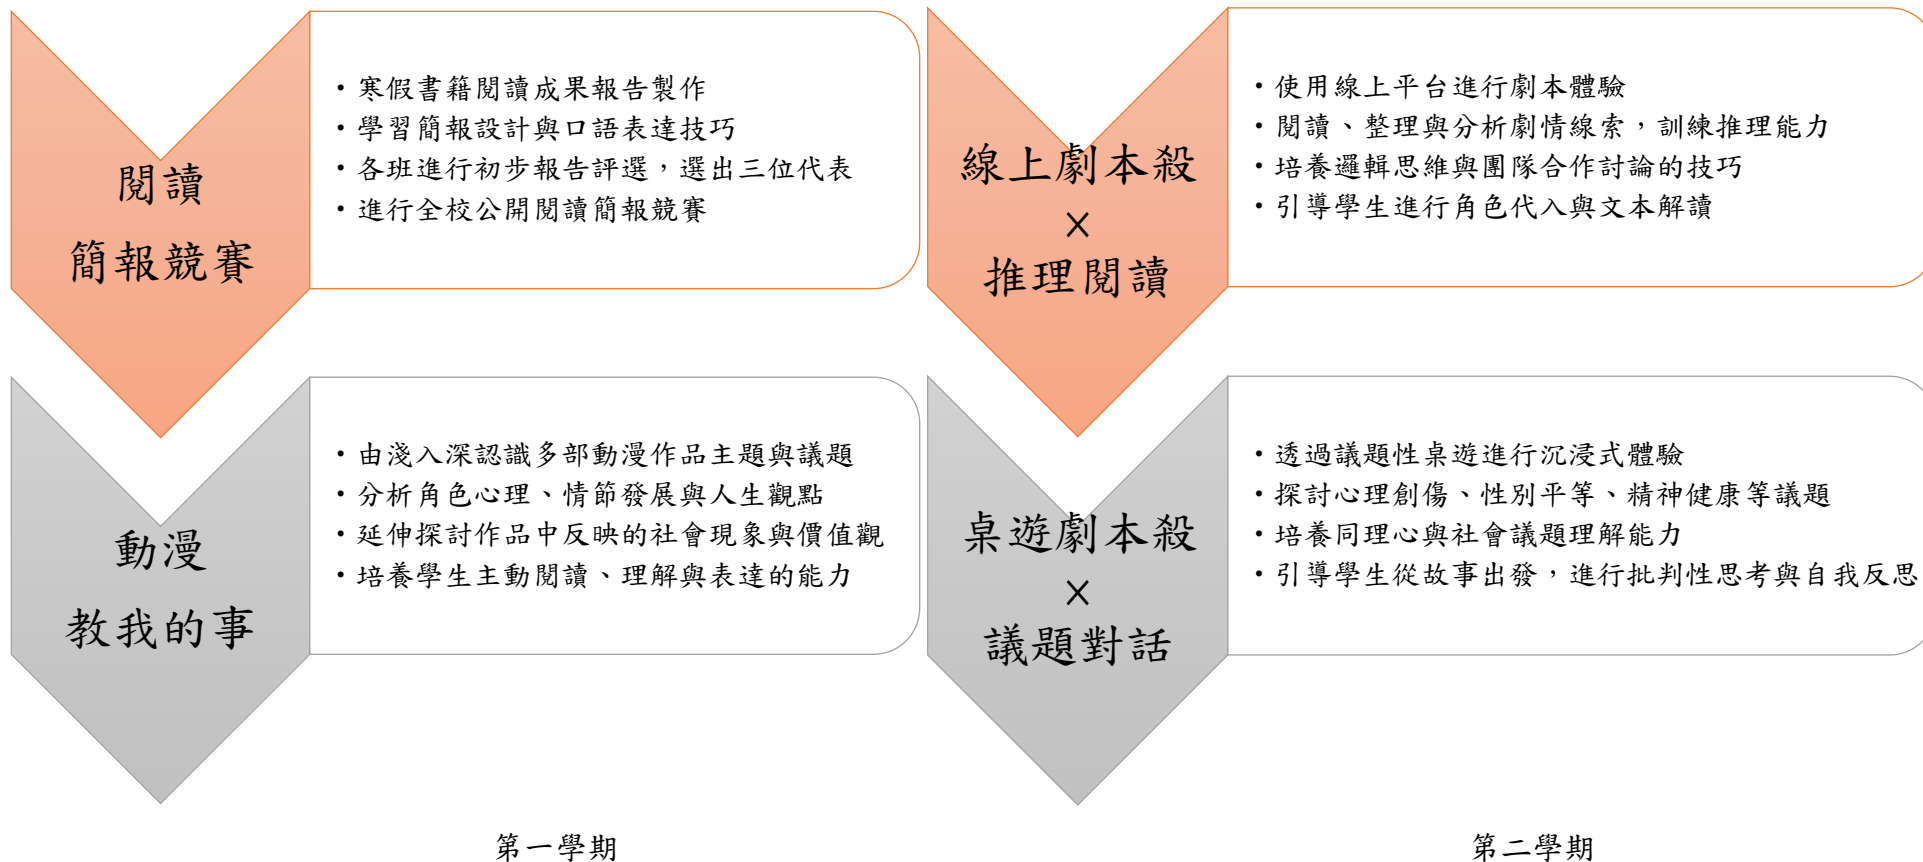 閱讀
簡報競賽
・寒假書籍閱讀成果報告製作
・學習簡報設計與口語表達技巧
・各班進行初步報告評選，選出三位代表
・進行全校公開閱讀簡報競賽
動漫
教我的事
・由淺入深認識多部動漫作品主題與議題
・分析角色心理、情節發展與人生觀點
・延伸探討作品中反映的社會現象與價值觀
・培養學生主動閱讀、理解與表達的能力
第一學期
線上劇本殺
×
推理閱讀
・使用線上平台進行劇本體驗
・閱讀、整理與分析劇情線索，訓練推理能力
・培養邏輯思維與團隊合作討論的技巧
・引導學生進行角色代入與文本解讀
桌遊劇本殺
×
議題對話
・透過議題性桌遊進行沉浸式體驗
・探討心理創傷、性別平等、精神健康等議題
・培養同理心與社會議題理解能力
・引導學生從故事出發，進行批判性思考與自我反思
第二學期